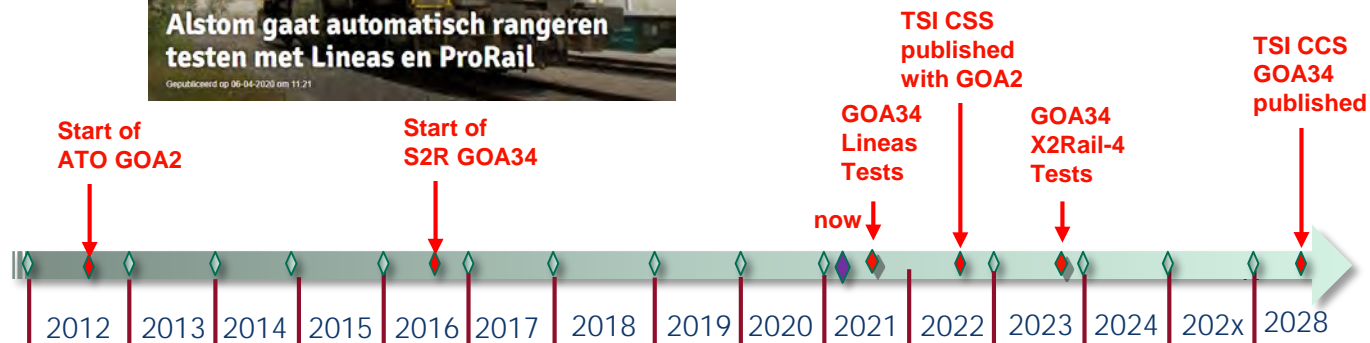 Alstom gaat automatisch rangeren
testen met Lineas en ProRail
Gepubliceerd op 06-04-2020 om 11:21
Start of
ATO GOA2
Start of
S2R GOA34
now
GOA34
Lineas
Tests
TSI CSS
published
with GOA2
GOA34
X2Rail-4
Tests
TSI CCS
GOA34
published
2012 2013 2014 2015 2016 2017 2018 2019 2020 2021 2022 2023 2024 202x 2028